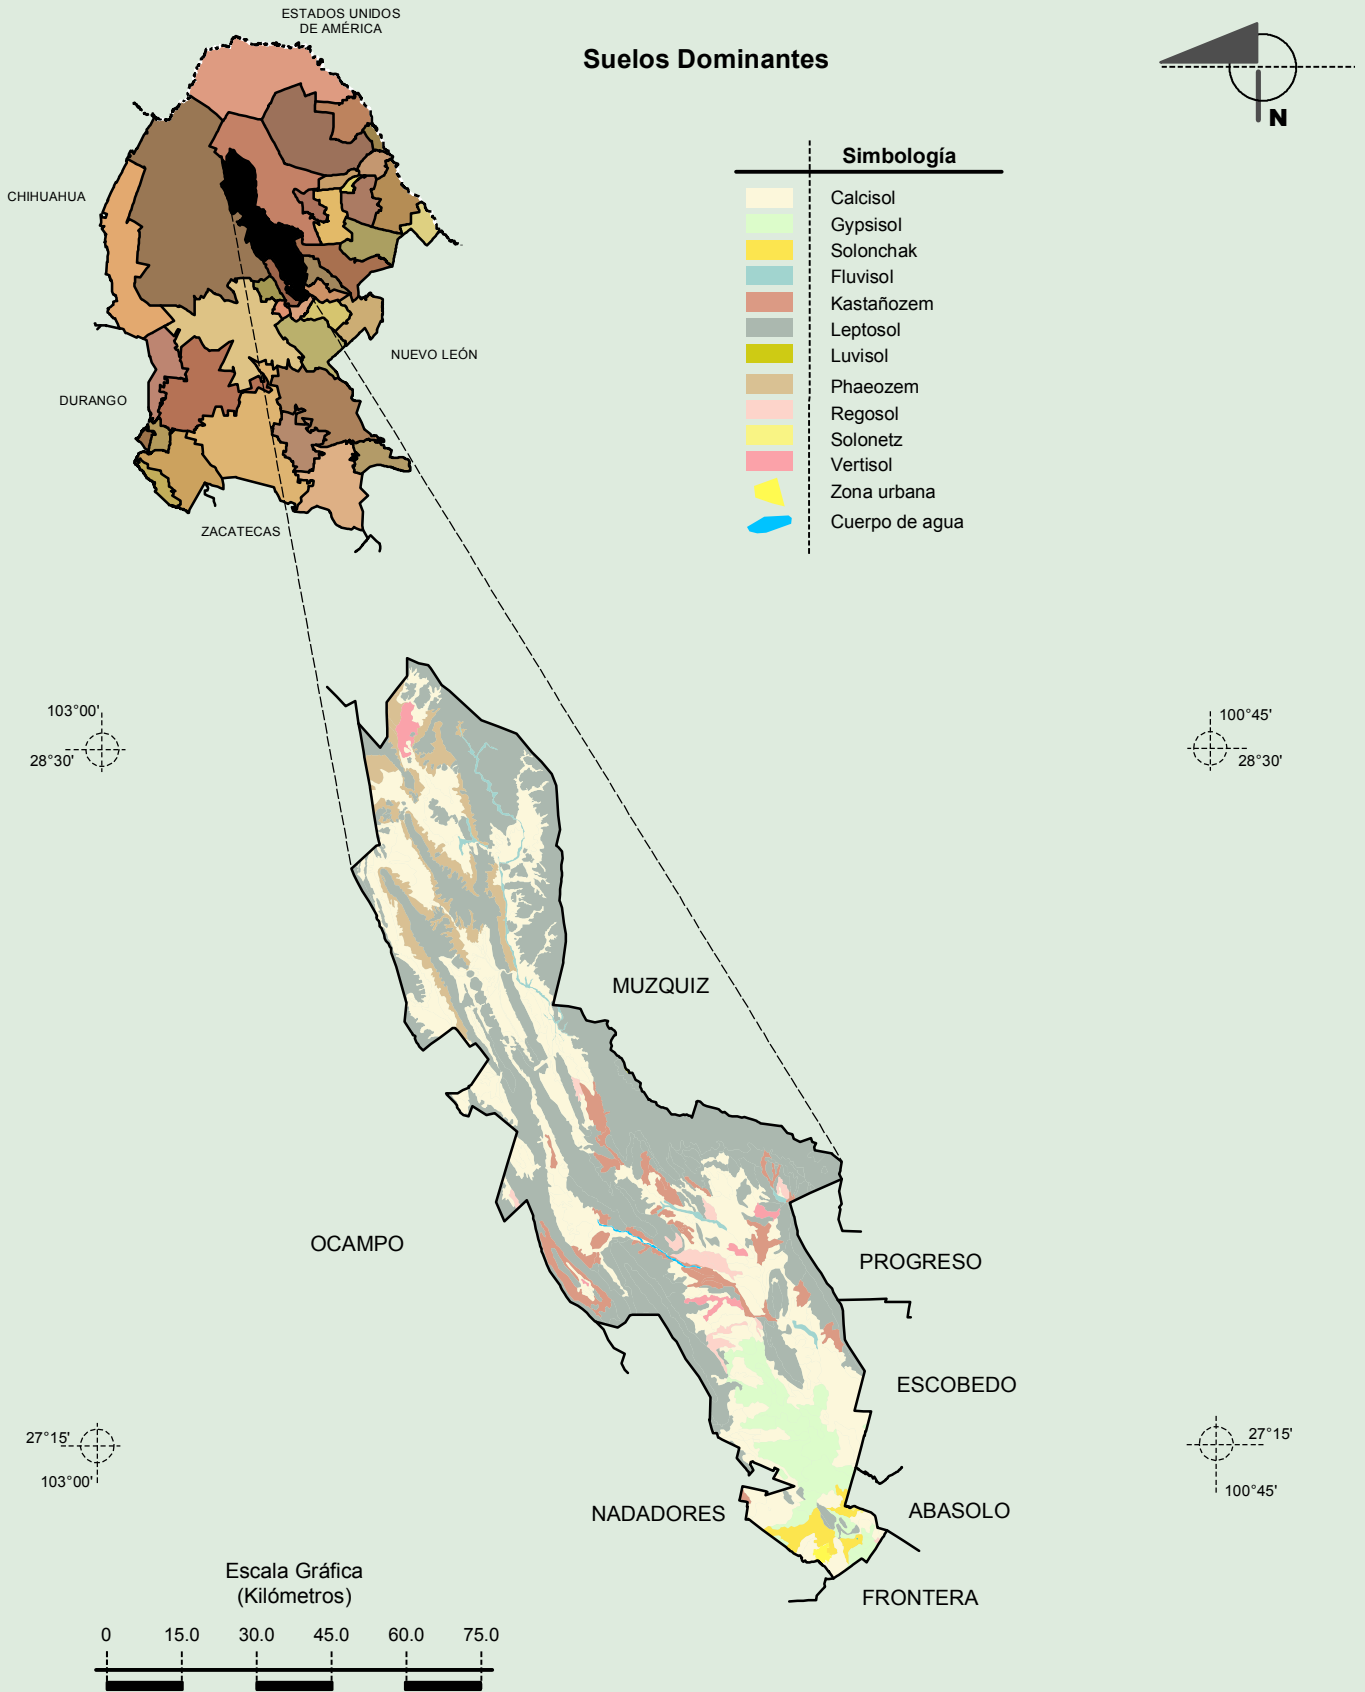 ESTADOS UNIDOS
DE AMÉRICA
Suelos Dominantes
N
Simbología
CHIHUAHUA
Calcisol
Gypsisol
Solonchak
Fluvisol
Kastañozem
Leptosol
Luvisol
Phaeozem
Regosol
Solonetz
Vertisol
Zona urbana
Cuerpo de agua
NUEVO LEÓN
DURANGO
ZACATECAS
103°00'
28°30'
100°45'
28°30'
MUZQUIZ
OCAMPO
PROGRESO
ESCOBEDO
27°15'
103°00'
27°15'
100°45'
NADADORES
ABASOLO
FRONTERA
Escala Gráfica
(Kilómetros)
0 15.0 30.0 45.0 60.0 75.0